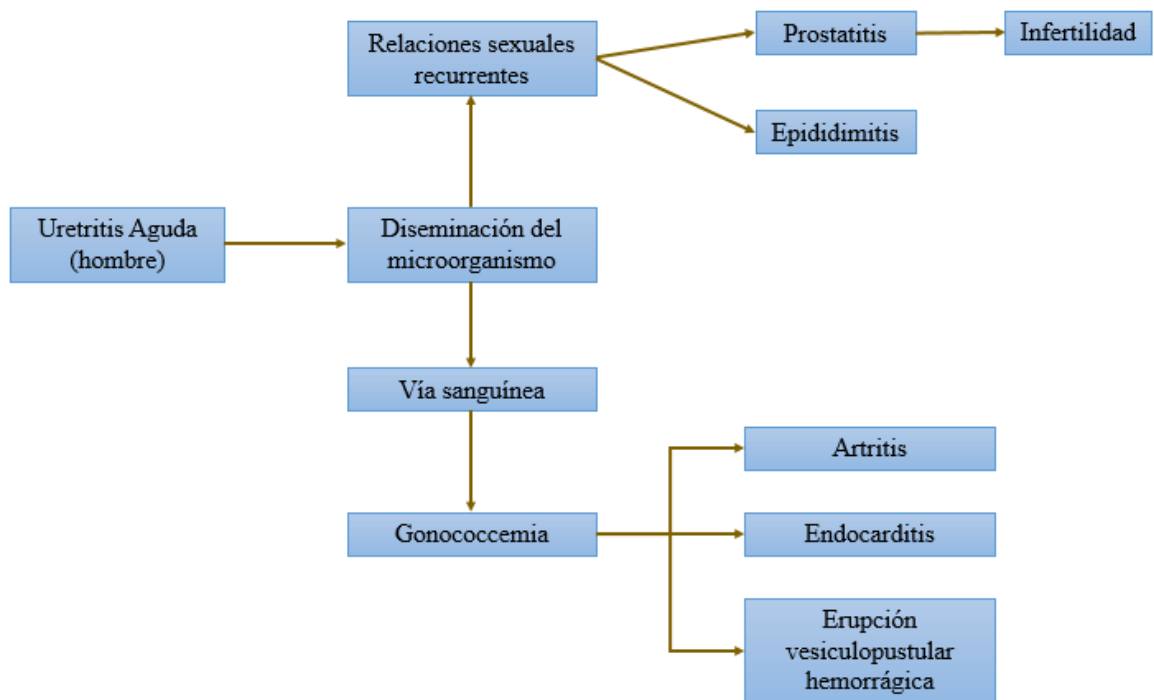 Relaciones sexuales
recurrentes
Prostatitis
Infertilidad
Epididimitis
Uretritis Aguda
(hombre)
Diseminación del
microorganismo
Vía sanguínea
Gonococcemia
Artritis
Endocarditis
Erupción
vesiculopustular
hemorrágica